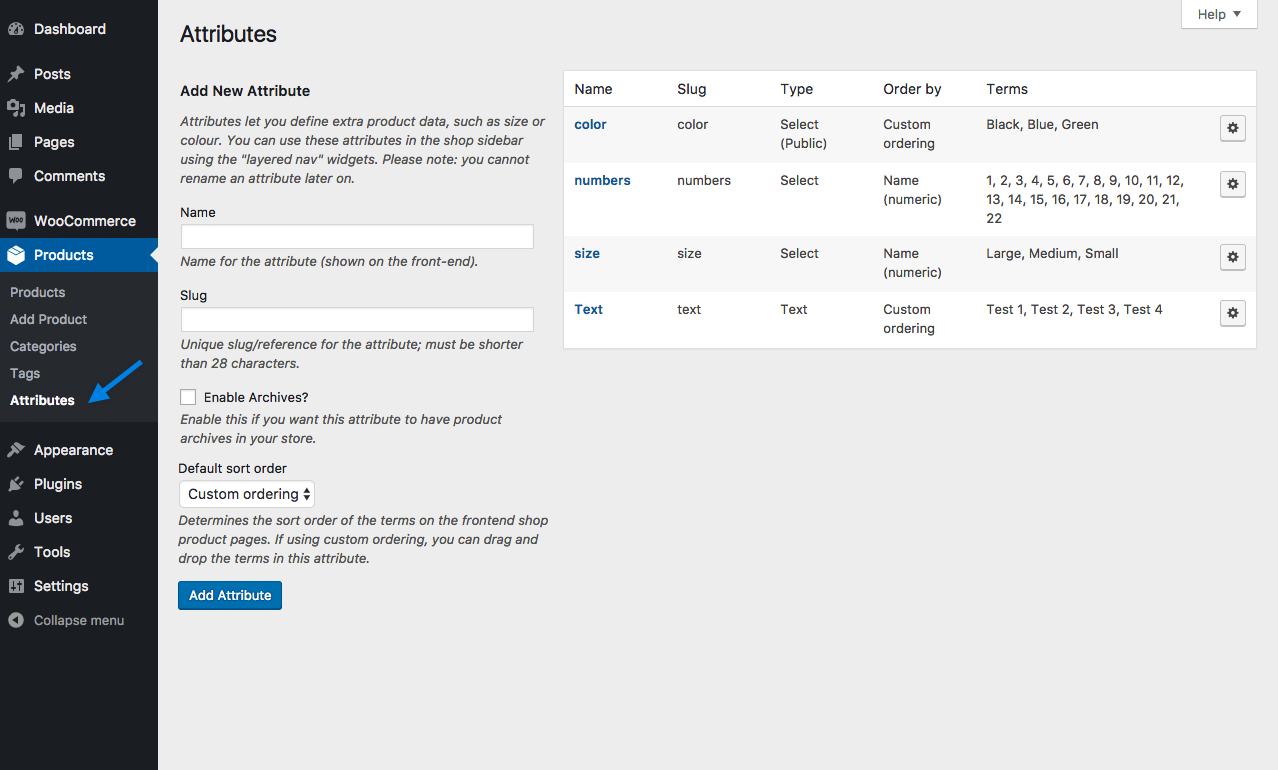 Dashboard
Posts
Media
Pages
Comments
WOO WooCommerce
Products
Products
Add Product
Categories
Tags
Attributes
Appearance
Plugins
Users
Tools
Settings
Collapse menu
Help
Attributes
Add New Attribute
Attributes let you define extra product data, such as size or
colour. You can use these attributes in the shop sidebar
using the "layered nav" widgets. Please note: you cannot
rename an attribute later on.
Name
Name for the attribute (shown on the front-end).
Slug
Unique slug/reference for the attribute; must be shorter
than 28 characters.
Enable Archives?
Enable this if you want this attribute to have product
archives in your store.
Default sort order
Custom ordering
Determines the sort order of the terms on the frontend shop
product pages. If using custom ordering, you can drag and
drop the terms in this attribute.
Add Attribute
Name Slug Type Order by Terms
color color Select Custom Black, Blue, Green
(Public) ordering
numbers numbers Select Name 1, 2, 3, 4, 5, 6, 7, 8, 9, 10, 11, 12,
(numeric) 13, 14, 15, 16, 17, 18, 19, 20, 21,
22
size size Select Name Large, Medium, Small
(numeric)
Text text Text Custom Test 1, Test 2, Test 3, Test 4
ordering